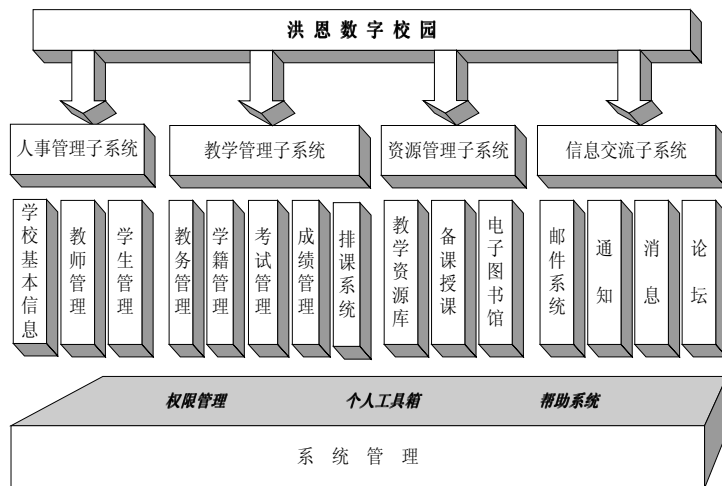 洪恩数字校园
人事管理子系统
教学管理子系统
资源管理子系统
信息交流子系统
学校基本信息
教师管理
学生管理
教务管理
学籍管理
考试管理
成绩管理
排课系统
教学资源库
备课授课
电子图书馆
邮件系统
通知
消息
论坛
权限管理
个人工具箱
帮助系统
系统管理